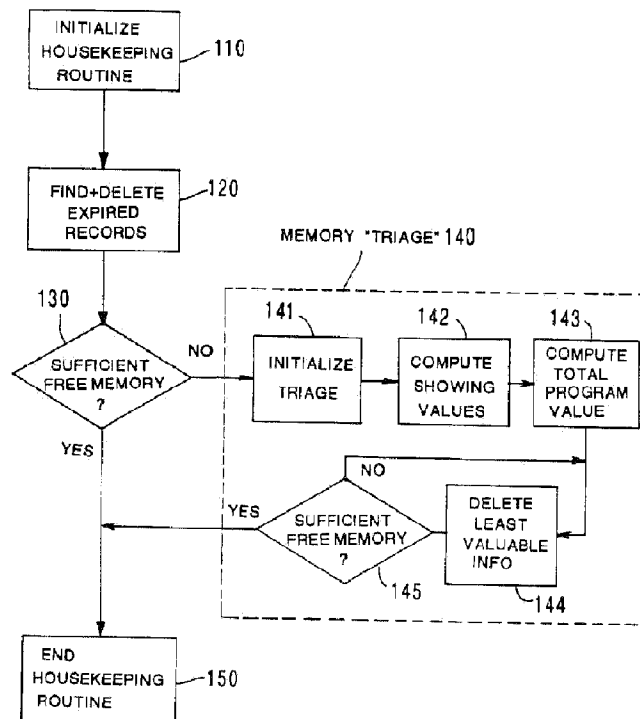 INITIALIZE
HOUSEKEEPING
ROUTINE
110
FIND+DELETE
EXPIRED
RECORDS
120
MEMORY "TRIAGE" 140
130
SUFFICIENT
FREE MEMORY
?
NO
YES
141
INITIALIZE
TRIAGE
142
COMPUTE
SHOWING
VALUES
143
COMPUTE
TOTAL
PROGRAM
VALUE
NO
YES
SUFFICIENT
FREE MEMORY
?
145
DELETE
LEAST
VALUABLE
INFO
144
END
HOUSEKEEPING
ROUTINE
150